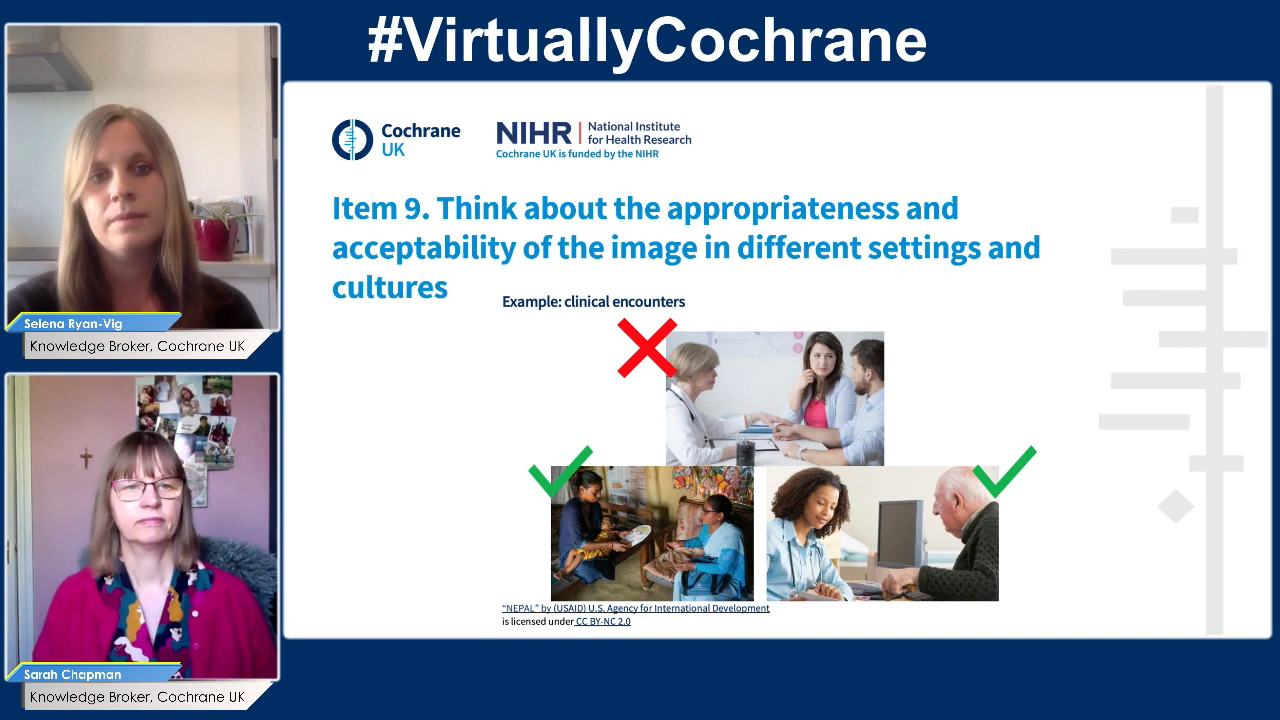 #VirtuallyCochrane
Cochrane
UK
NIHR
National Institute
for Health Research
Cochrane UK is funded by the NIHR
Item 9. Think about the appropriateness and
acceptability of the image in different settings and
cultures
Example: clinical encounters
"NEPAL" by (USAID) U.S. Agency for International Development
is licensed under CC BY-NC 2.0
Selena Ryan-Vig
Knowledge Broker, Cochrane UK
Sarah Chapman
Knowledge Broker, Cochrane UK